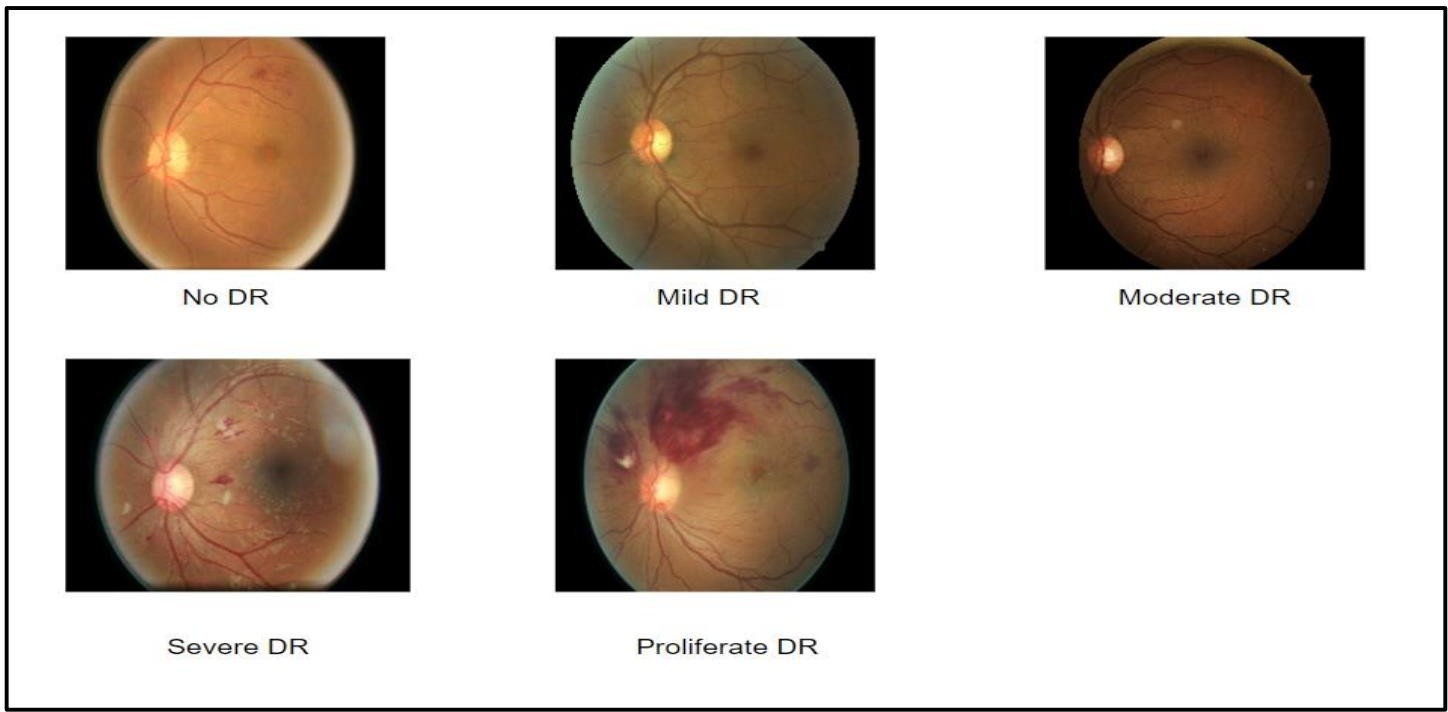 No DR
Mild DR
Moderate DR
Severe DR
Proliferate DR